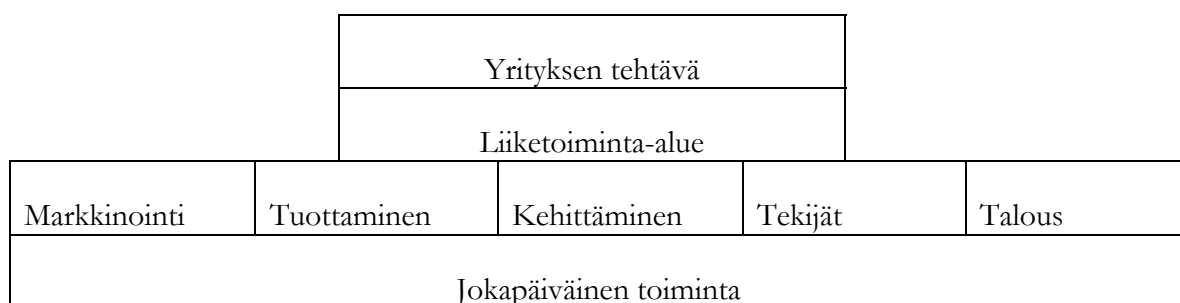 Yrityksen tehtävä
Liiketoiminta-alue
Markkinointi Tuottaminen Kehittäminen Tekijät Talous
Jokapäiväinen toiminta